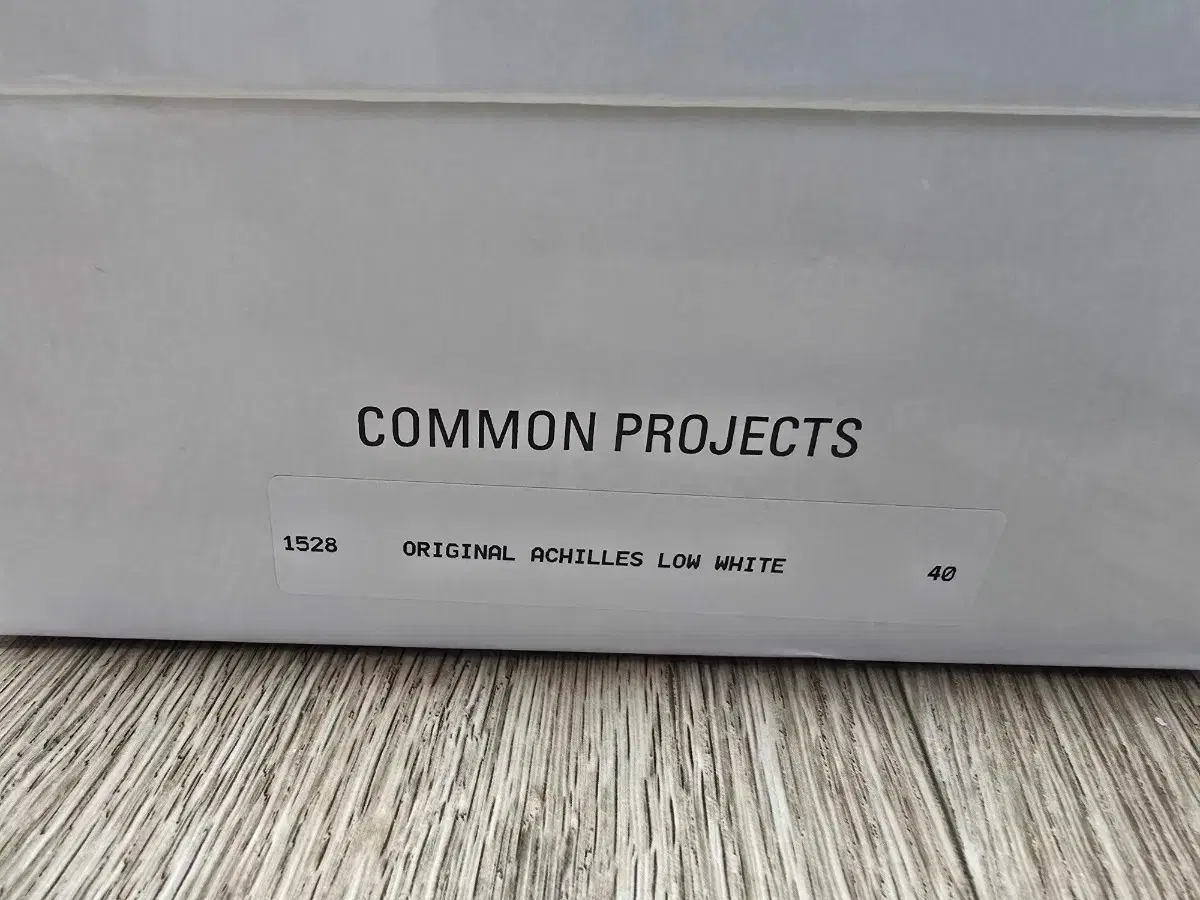 COMMON PROJECTS
1528 ORIGINAL ACHILLES LOW WHITE 40